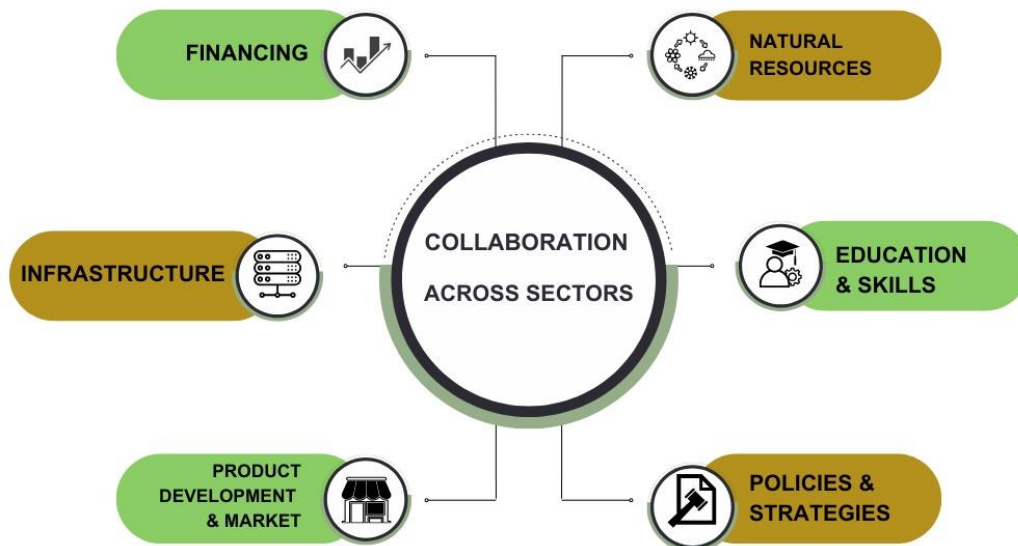 FINANCING
NATURAL
RESOURCES
COLLABORATION
ACROSS SECTORS
INFRASTRUCTURE
EDUCATION
& SKILLS
PRODUCT
DEVELOPMENT
& MARKET
POLICIES &
STRATEGIES